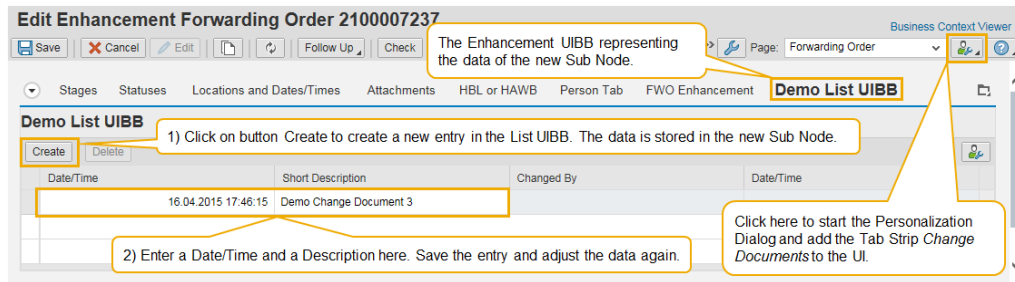 Edit Enhancement Forwarding Order 2100007237
Business Context Viewer
Save Cancel Edit Follow Up Check Page: Forwarding Order
The Enhancement UIBB representing
the data of the new Sub Node.
Stages Statuses Locations and Dates/Times Attachments HBL or HAWB Person Tab FWO Enhancement Demo List UIBB
Demo List UIBB
1) Click on button Create to create a new entry in the List UIBB. The data is stored in the new Sub Node.
Create Delete
Date/Time Short Description Changed By Date/Time
16.04.2015 17:46:15 Demo Change Document 3
Click here to start the Personalization
Dialog and add the Tab Strip Change
Documents to the UI.
2) Enter a Date/Time and a Description here. Save the entry and adjust the data again.